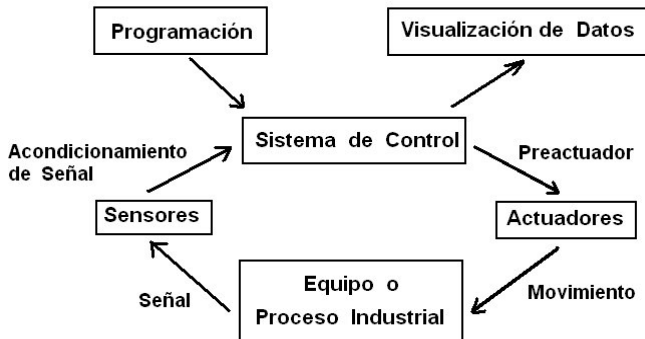 Programación
Visualización de Datos
Sistema de Control
Acondicionamiento
de Señal
Preactuador
Sensores
Actuadores
Equipo o
Proceso Industrial
Señal
Movimiento